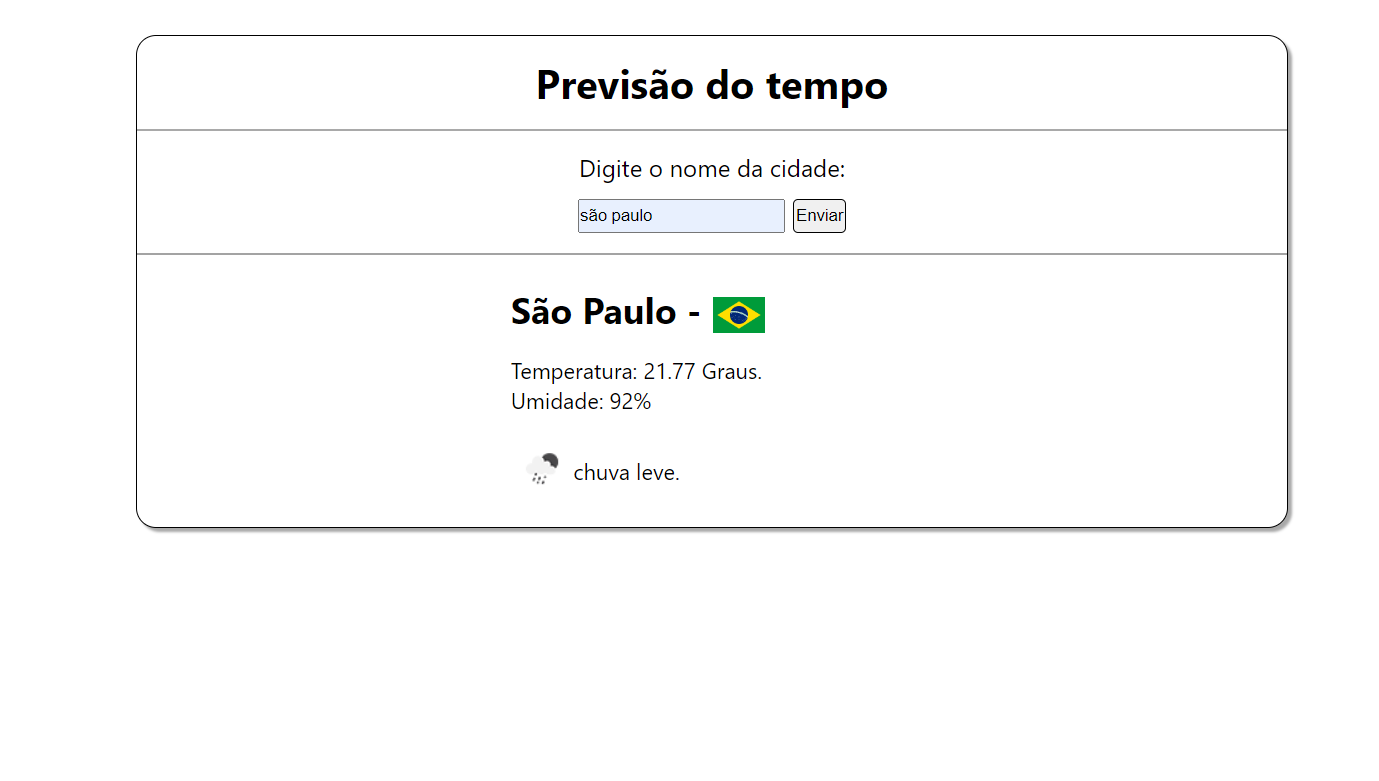 Previsão do tempo
Digite o nome da cidade:
são paulo Enviar
São Paulo -
Temperatura: 21.77 Graus.
Umidade: 92%
chuva leve.